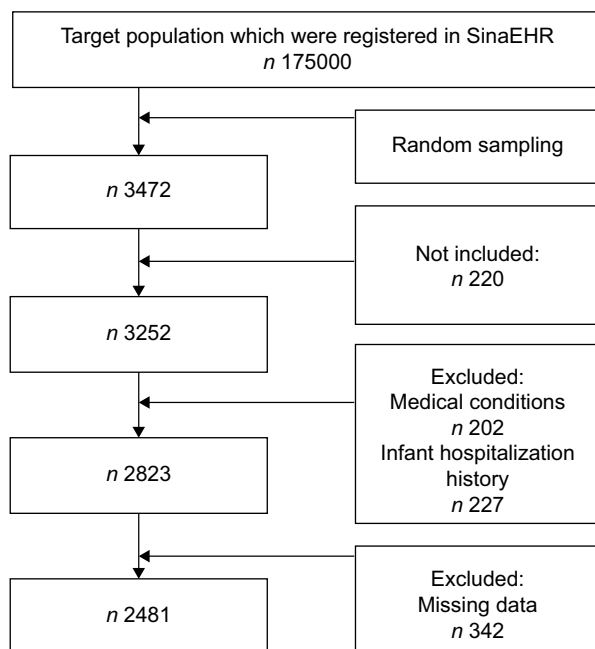 Target population which were registered in SinaEHR
n 175000
Random sampling
n 3472
Not included:
n 220
n 3252
Excluded:
Medical conditions
n 202
Infant hospitalization
history
n 227
n 2823
Excluded:
Missing data
n 342
n 2481